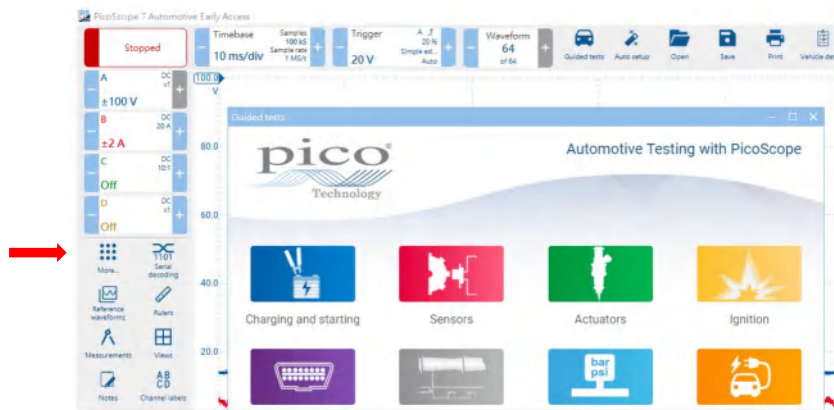 PicoScope 7 Automotive Early Access
Stopped
Timebase
10 ms/div
Samples
100 kS
Sample rate
1 MS/s
Trigger
20 V
A
20 %
Simple ed...
Auto
Waveform
64
of 64
Guided tests
Auto setup
Open
Save
Print
Vehicle de
A
DC
x1
±100 V
B
DC
20 A
±2 A
C
DC
10:1
Off
D
DC
x1
Off
More...
1101
Serial
decoding
Reference
waveforms
Rulers
Measurements
Views
Notes
A B
C D
Channel labels
100.0
V
80.0
60.0
40.0
20.0
Guided tests
pico®
Technology
Automotive Testing with PicoScope
Charging and starting
Sensors
Actuators
Ignition
bar
psi